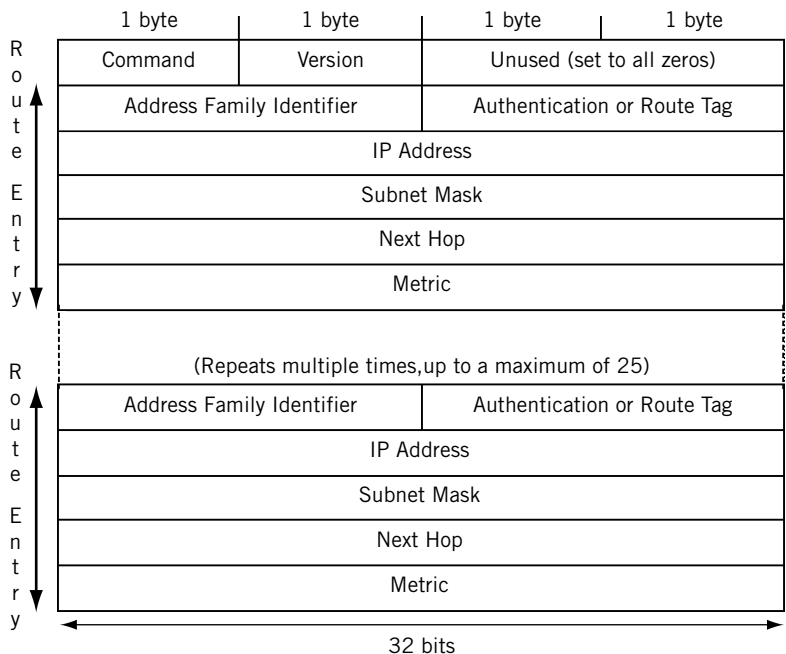 1 byte 1 byte 1 byte 1 byte
Command Version Unused (set to all zeros)
Address Family Identifier Authentication or Route Tag
IP Address
Subnet Mask
Next Hop
Metric
Route Entry
(Repeats multiple times,up to a maximum of 25)
Address Family Identifier Authentication or Route Tag
IP Address
Subnet Mask
Next Hop
Metric
Route Entry
32 bits